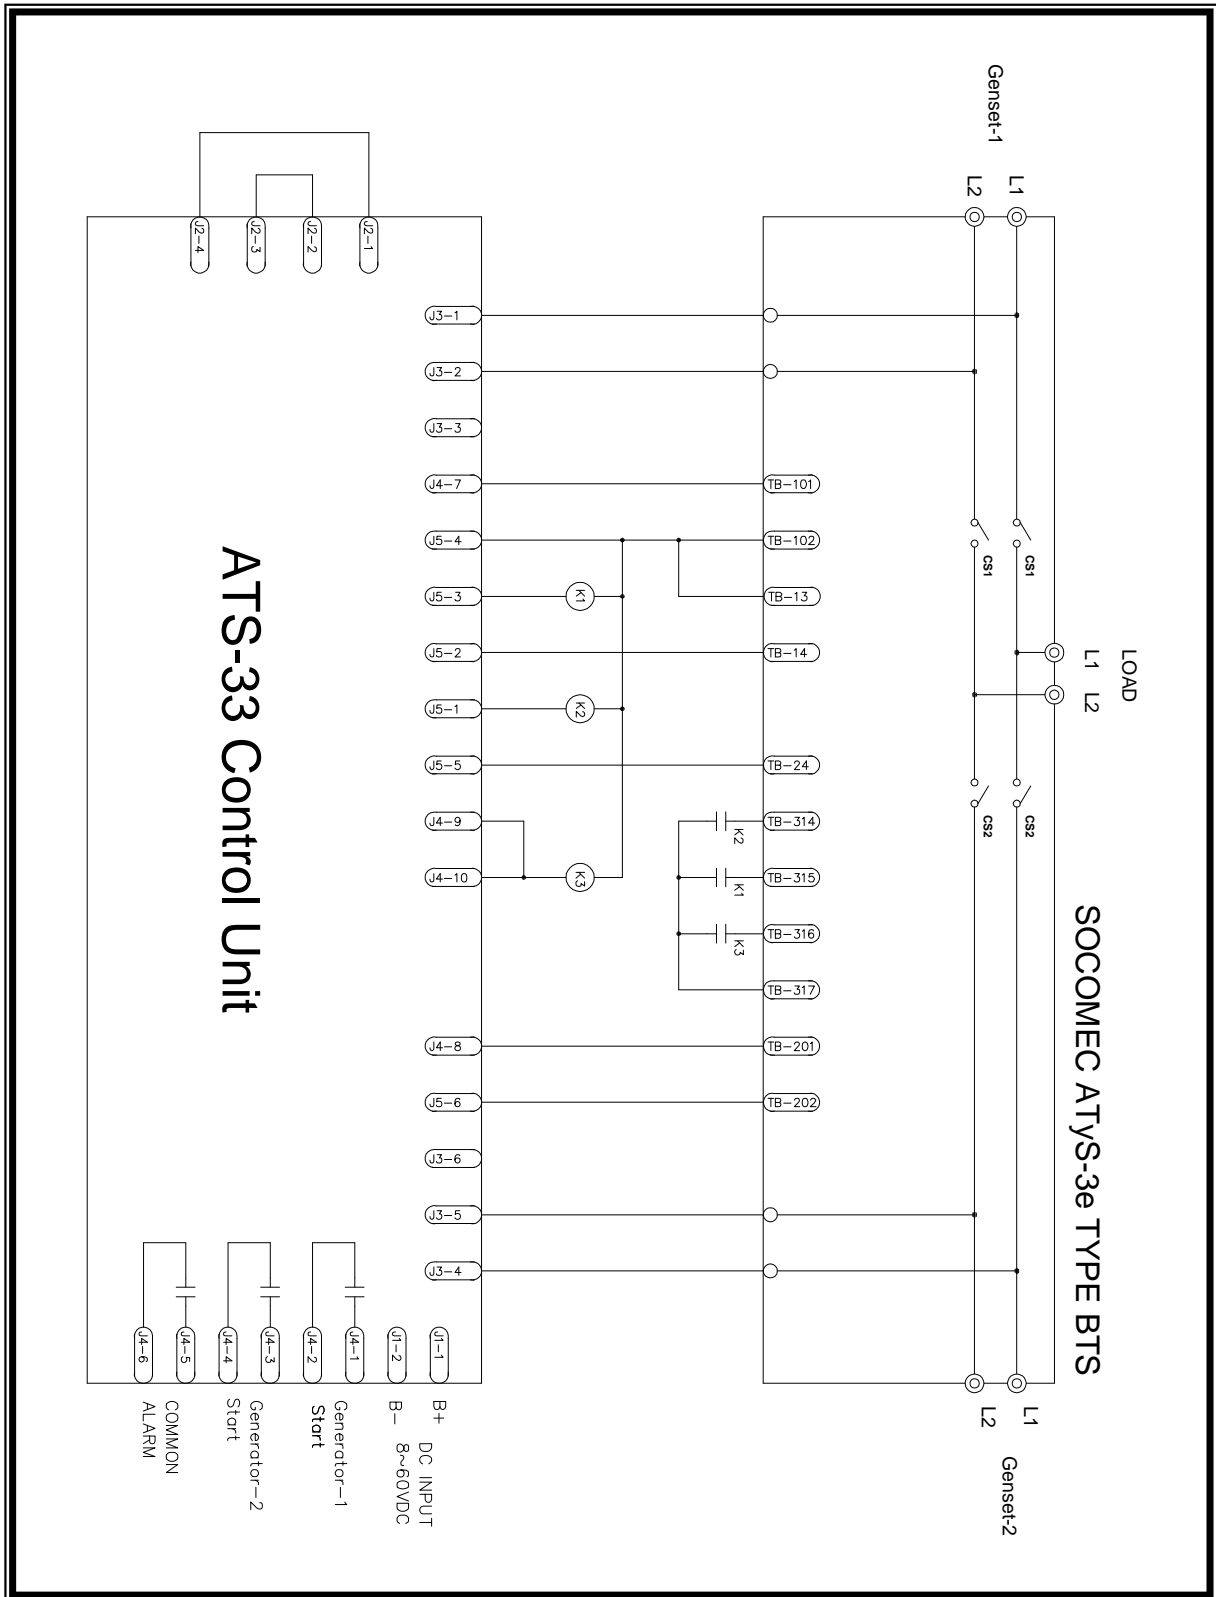 Genset-1
L2
L1
SOCOMEC ATyS-3e TYPE BTS
LOAD
L1
L2
CS1
CS1
CS2
CS2
L2
L1
Genset-2
J2-4
J2-3
J2-2
J2-1
J3-1
J3-2
J3-3
J4-7
TB-101
J5-4
TB-102
J5-3
K1
TB-13
J5-2
TB-14
J5-1
K2
J5-5
TB-24
J4-9
TB-314
K2
J4-10
K3
TB-315
K1
TB-316
K3
TB-317
J4-8
TB-201
J5-6
TB-202
J3-6
J3-5
J3-4
ATS-33 Control Unit
J4-6
J4-5
J4-4
J4-3
J4-2
J4-1
J1-2
J1-1
B+
B-
DC INPUT
8~60VDC
Generator-1
Start
Generator-2
Start
COMMON
ALARM